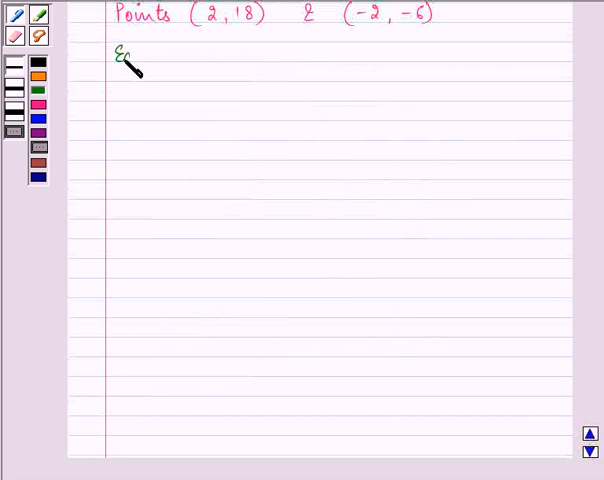 Points (2, 18) & (-2, -6)